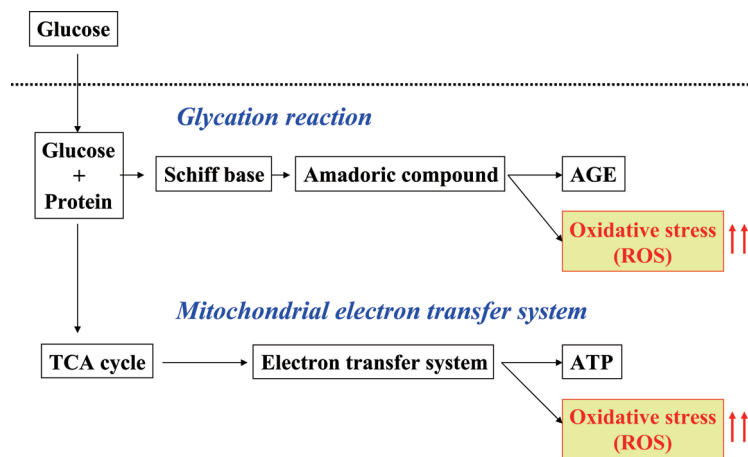 Glucose
Glycation reaction
Glucose
+
Protein
Schiff base
Amadoric compound
AGE
Oxidative stress
(ROS)
Mitochondrial electron transfer system
TCA cycle
Electron transfer system
ATP
Oxidative stress
(ROS)